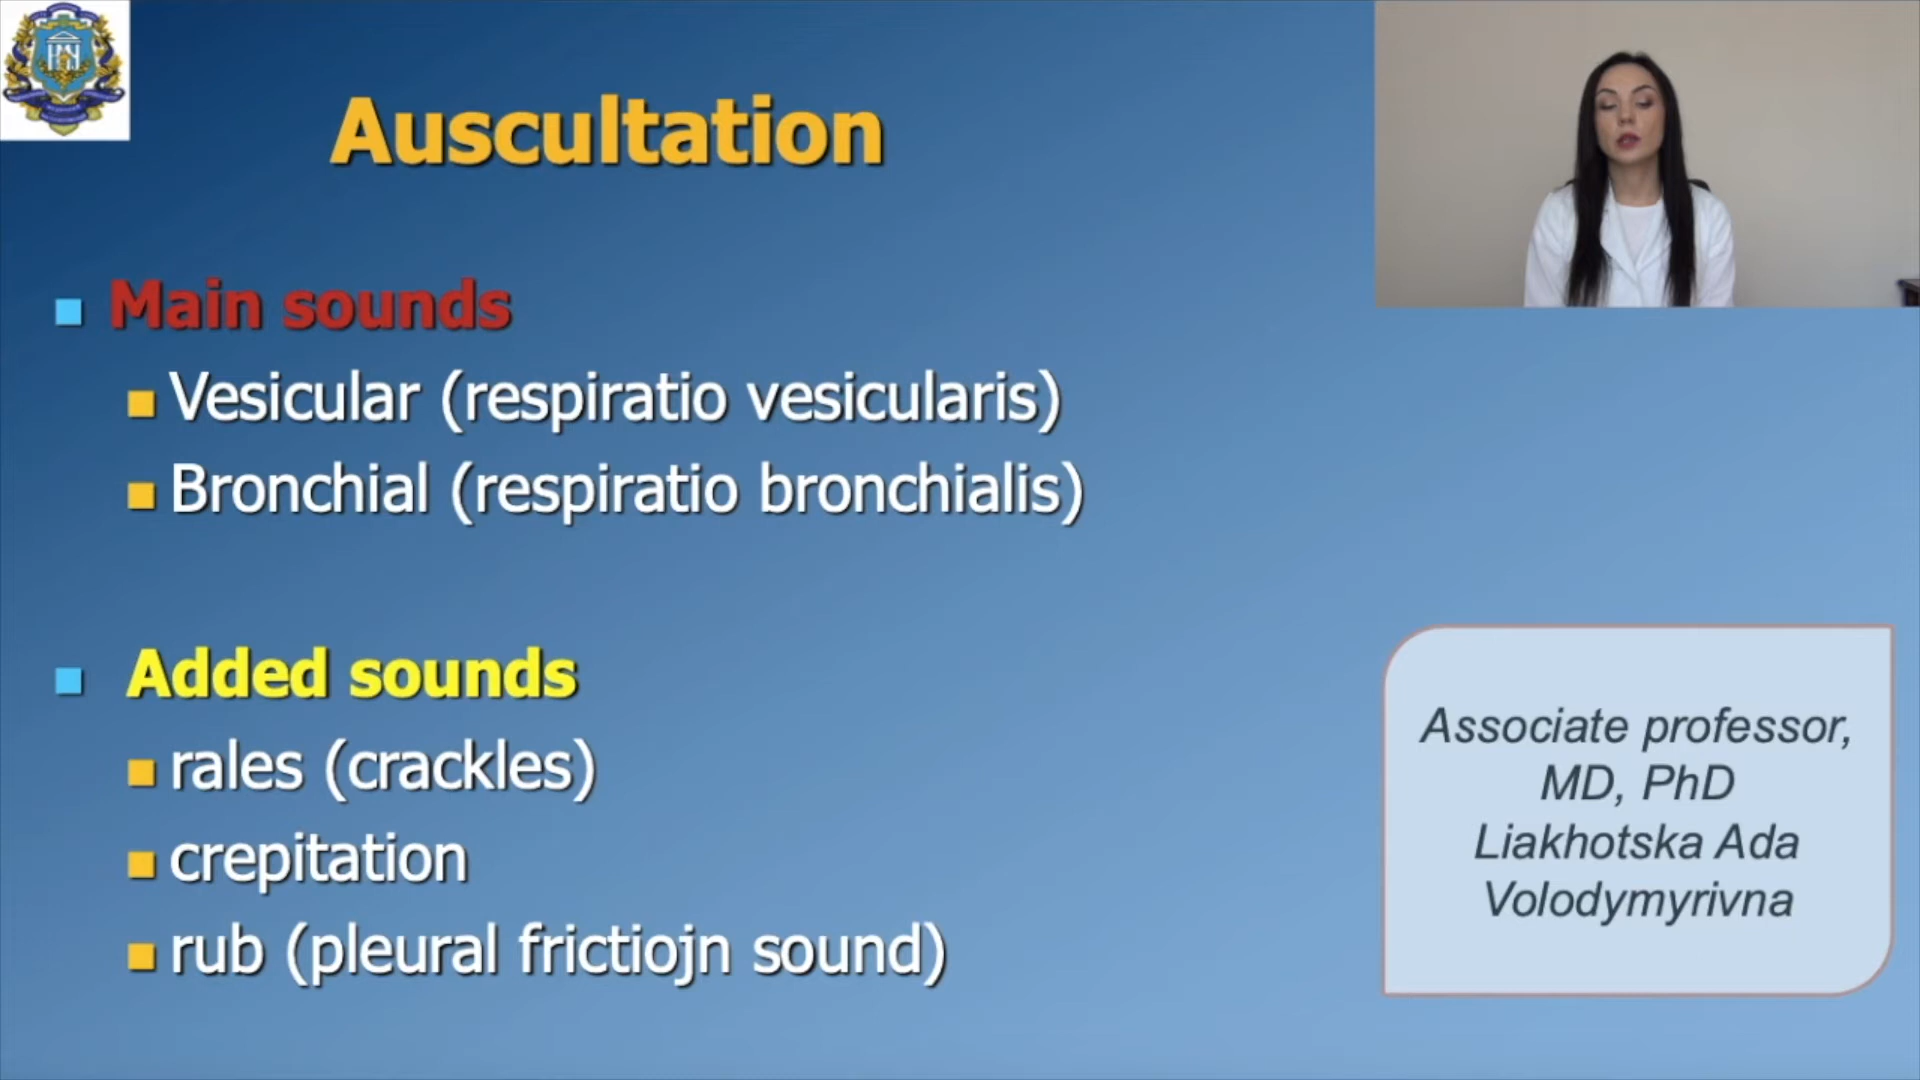 Auscultation
Main sounds
Vesicular (respiratio vesicularis)
Bronchial (respiratio bronchialis)
Added sounds
rales (crackles)
crepitation
rub (pleural frictiojn sound)
Associate professor,
MD, PhD
Liakhotska Ada
Volodymyrivna